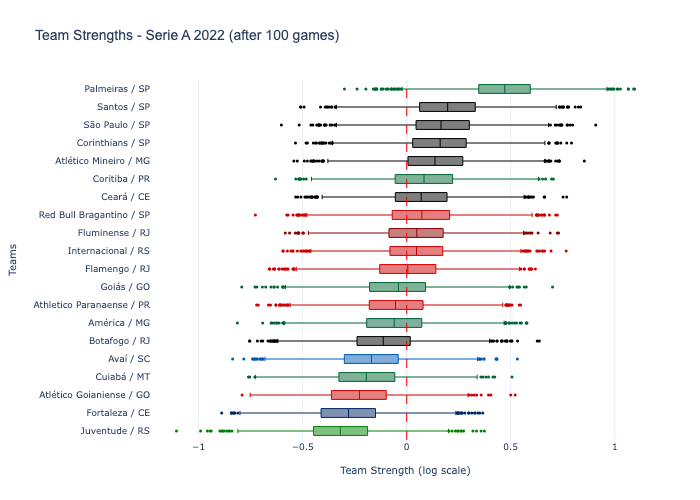 Team Strengths - Serie A 2022 (after 100 games)
Palmeiras / SP
Santos / SP
São Paulo / SP
Corinthians / SP
Atlético Mineiro / MG
Coritiba / PR
Ceará / CE
Red Bull Bragantino / SP
Fluminense / RJ
Internacional / RS
Flamengo / RJ
Goiás / GO
Athletico Paranaense / PR
América / MG
Botafogo / RJ
Avaí / SC
Cuiabá / MT
Atlético Goianiense / GO
Fortaleza / CE
Juventude / RS
Teams
−1 −0.5 0 0.5 1
Team Strength (log scale)